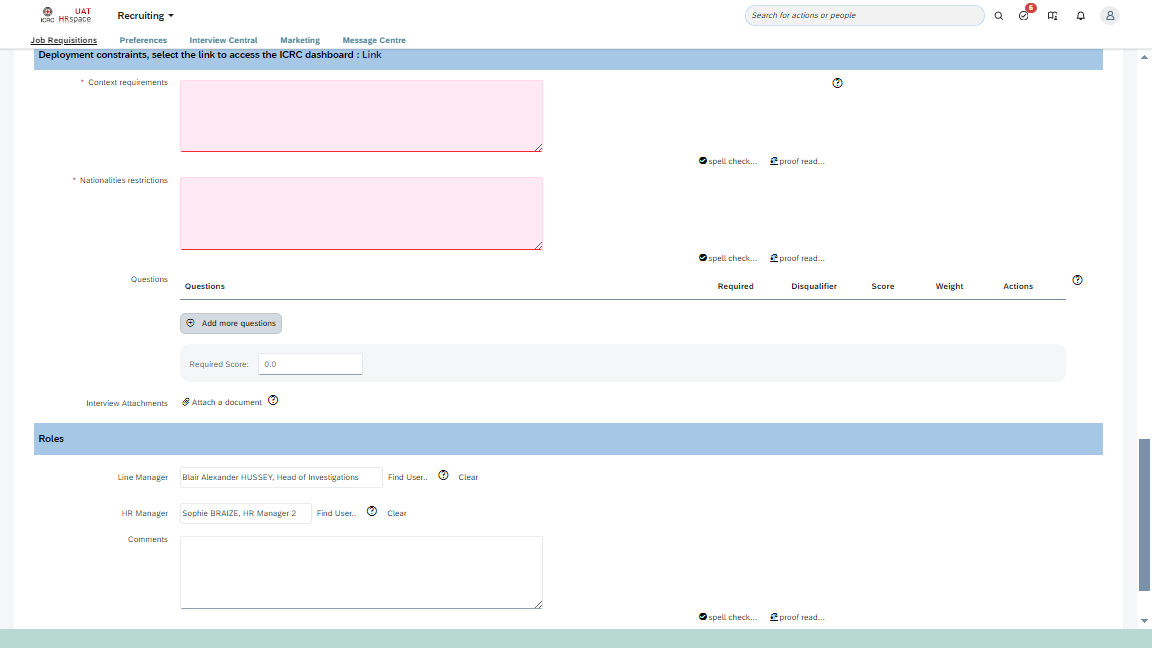 UAT
ICRC HRspace
Recruiting
Search for actions or people
6
Job Requisitions Preferences Interview Central Marketing Message Centre
Deployment constraints, select the link to access the ICRC dashboard : Link
* Context requirements
spell check... proof read...
* Nationalities restrictions
spell check... proof read...
Questions
Questions Required Disqualifier Score Weight Actions
Add more questions
Required Score: 0.0
Interview Attachments Attach a document
Roles
Line Manager Blair Alexander HUSSEY, Head of Investigations Find User.. Clear
HR Manager Sophie BRAIZE, HR Manager 2 Find User.. Clear
Comments
spell check... proof read...